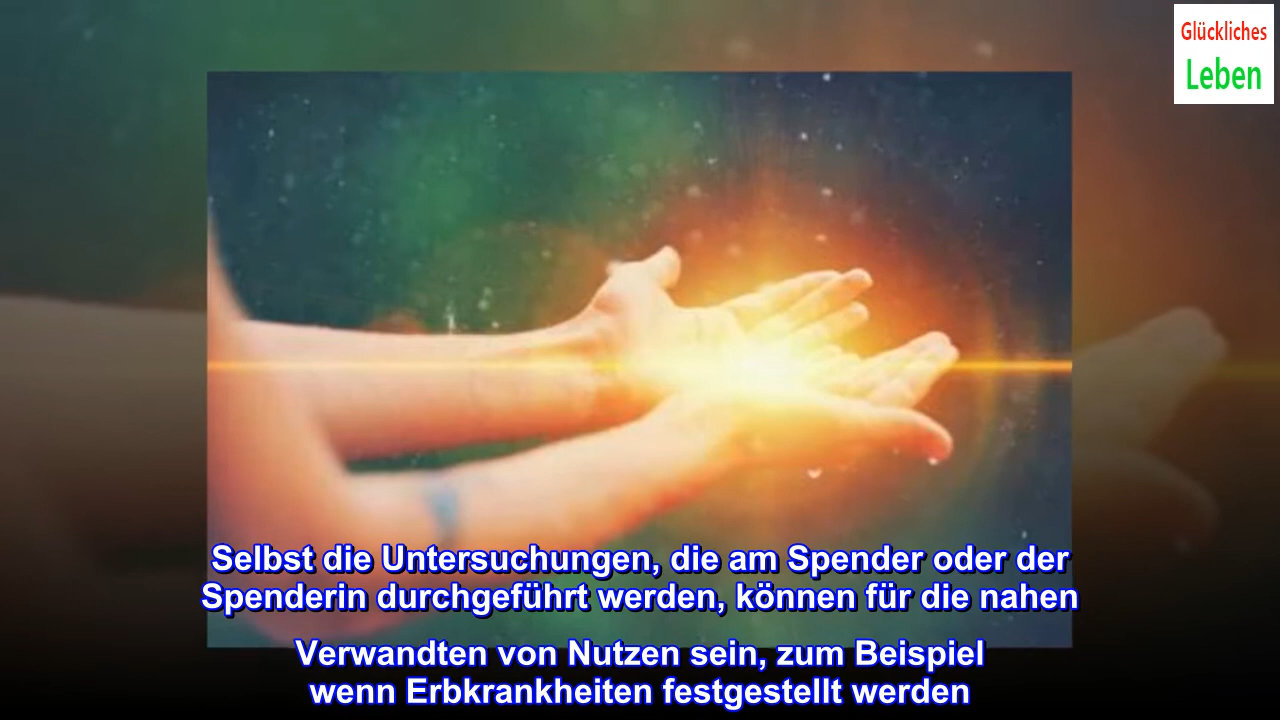 Glückliches
Leben
Selbst die Untersuchungen, die am Spender oder der
Spenderin durchgeführt werden, können für die nahen
Verwandten von Nutzen sein, zum Beispiel
wenn Erbkrankheiten festgestellt werden